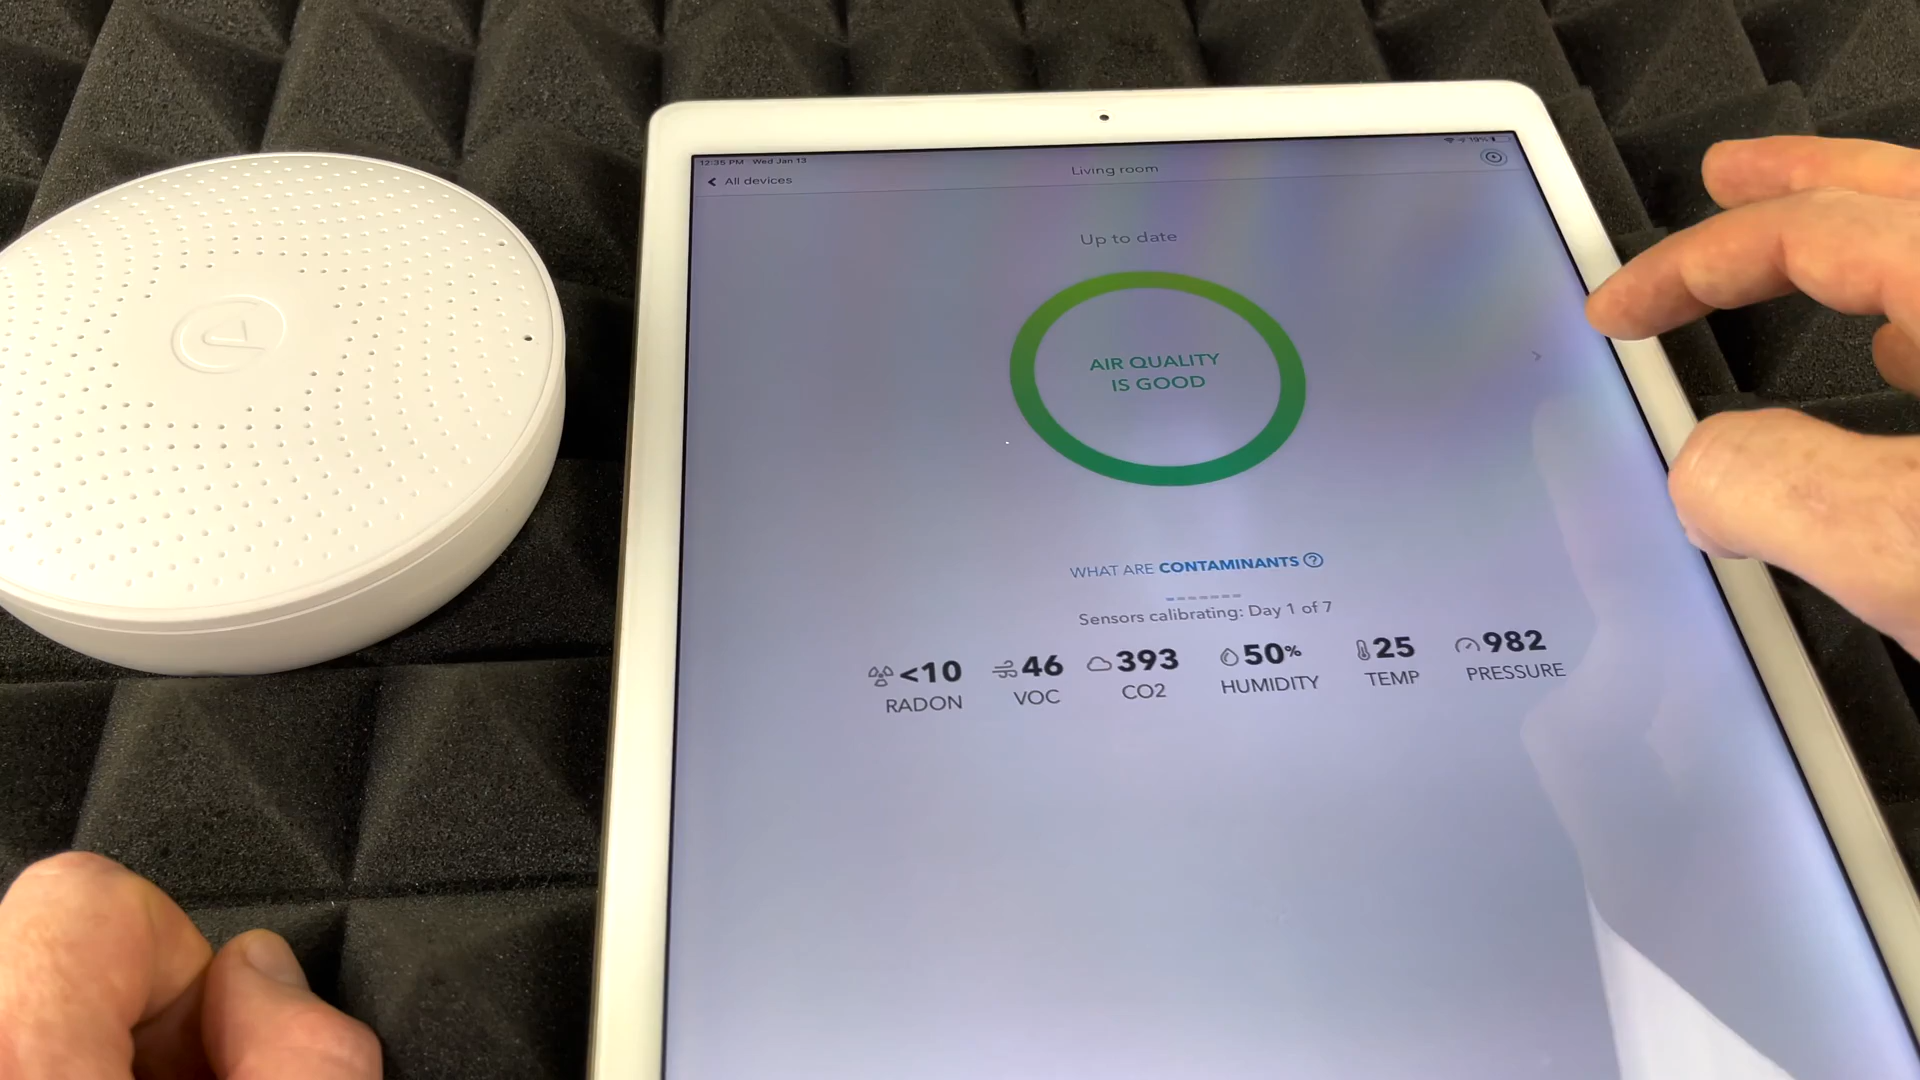 12:35 PM Wed Jan 13
19%
All devices
Living room
Up to date
AIR QUALITY
IS GOOD
WHAT ARE CONTAMINANTS ?
Sensors calibrating: Day 1 of 7
<10 46 393 50% 25 982
RADON VOC CO2 HUMIDITY TEMP PRESSURE